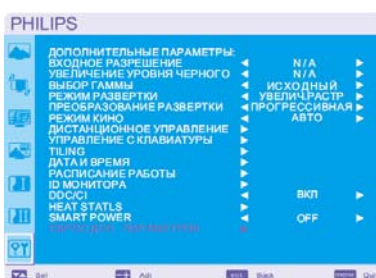 PHILIPS
ДОПОЛНИТЕЛЬНЫЕ ПАРАМЕТРЫ:
ВХОДНОЕ РАЗРЕШЕНИЕ N/A
УВЕЛИЧЕНИЕ УРОВНЯ ЧЕРНОГО N/A
ВЫБОР ГАММЫ ИСХОДНЫЙ
РЕЖИМ РАЗВЕРТКИ УВЕЛИЧ.РАСТР
ПРЕОБРАЗОВАНИЕ РАЗВЕРТКИ ПРОГРЕССИВНАЯ
РЕЖИМ КИНО АВТО
ДИСТАНЦИОННОЕ УПРАВЛЕНИЕ
УПРАВЛЕНИЕ С КЛАВИАТУРЫ
TILING
ДАТА И ВРЕМЯ
РАСПИСАНИЕ РАБОТЫ
ID МОНИТОРА
DDC/CI ВКЛ
HEAT STATLS
SMART POWER OFF
Sel Adj Back Qui